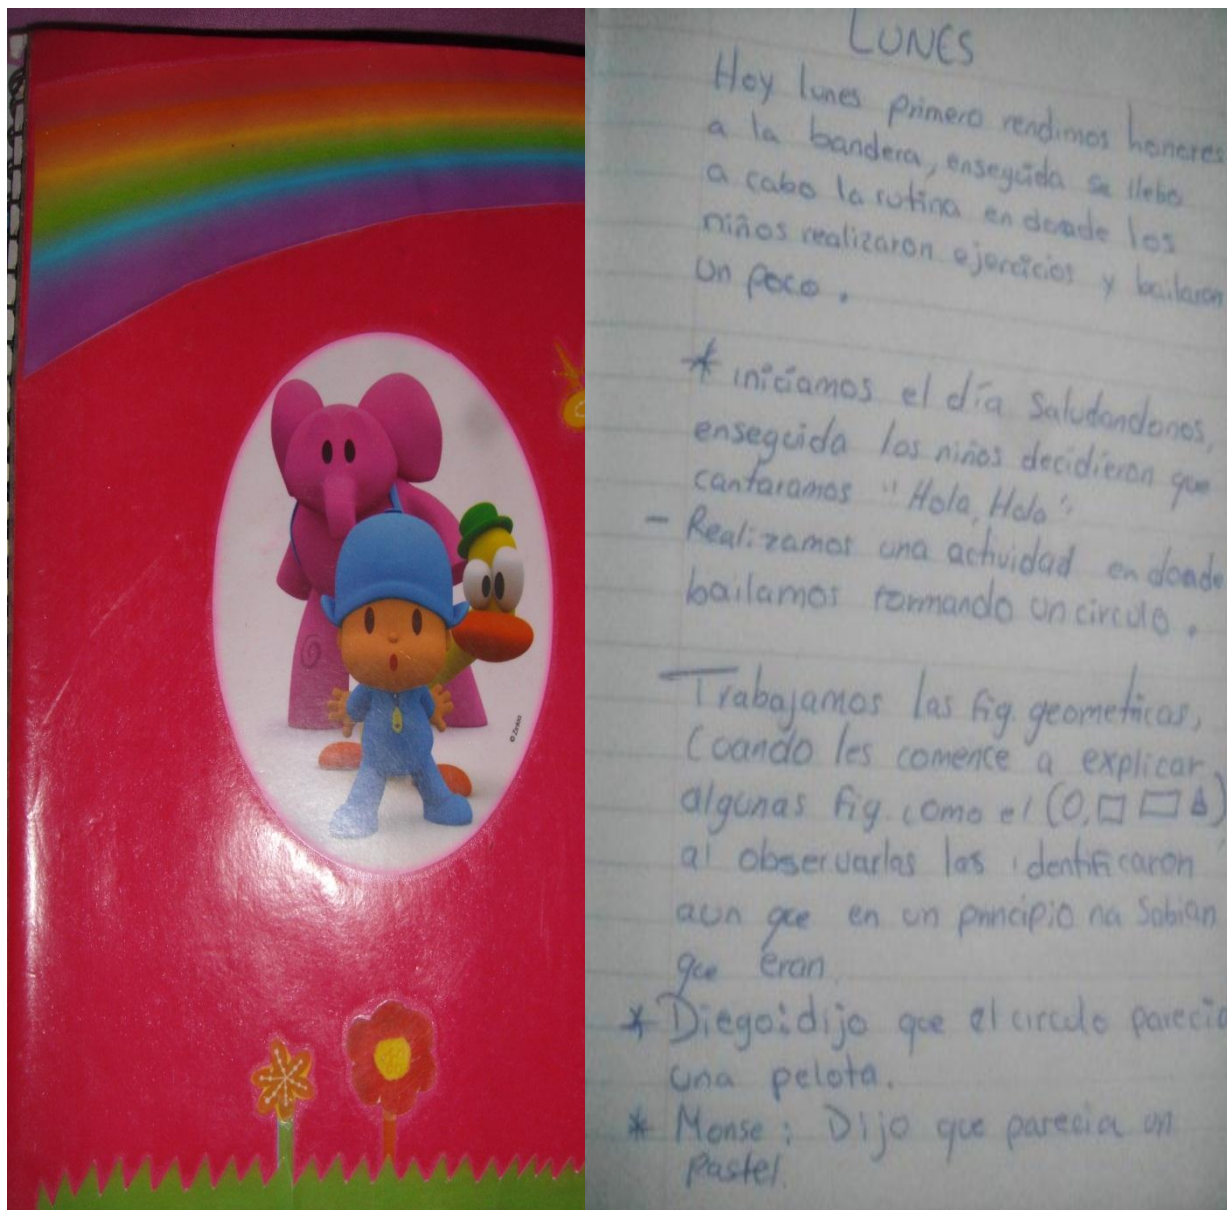 © Zinkia
LUNES
Hoy lunes primero rendimos honores
a la bandera, enseguida se llebo
a cabo la rutina en donde los
niños realizaron ejercicios y bailaron
un poco.
* iniciamos el día Saludandonos,
enseguida los niños decidieron que
cantaramos "Hola, Hola".
- Realizamos una actividad en donde
bailamos formando un circulo.
- Trabajamos las fig. geometricas,
Cuando les comence a explicar
algunas fig. como el (O, □ ▭ △)
al observarlas las identificaron
aun que en un principio no Sabian
que eran.
* Diego: dijo que el circulo parecia
una pelota.
* Monse: Dijo que parecia un
pastel.